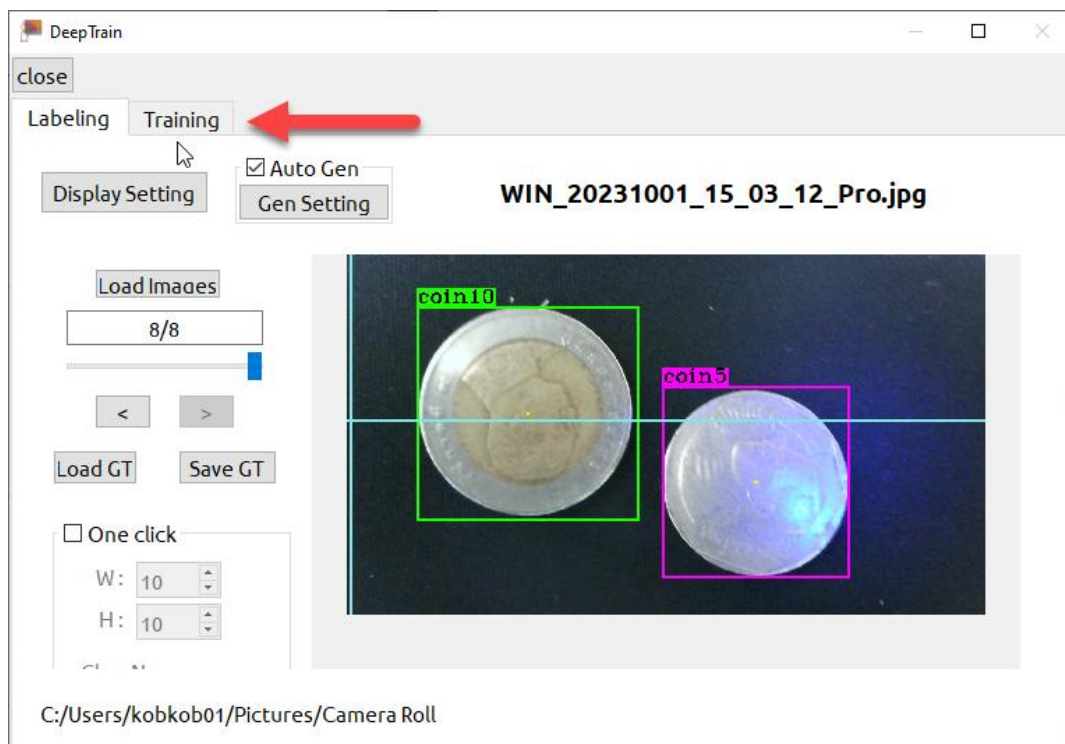 DeepTrain
close
Labeling Training
Display Setting
Auto Gen
Gen Setting
WIN_20231001_15_03_12_Pro.jpg
Load Images
8/8
< >
Load GT Save GT
One click
W: 10
H: 10
coin10
coin5
C:/Users/kobkob01/Pictures/Camera Roll